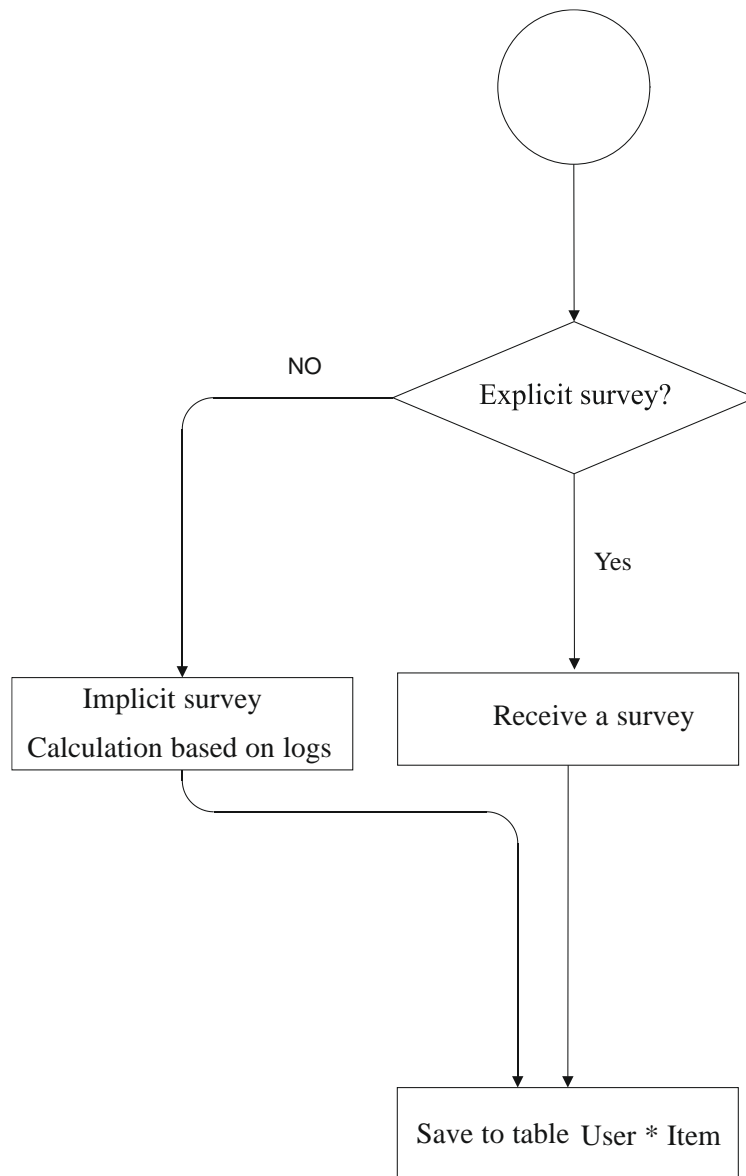 Explicit survey?
NO
Yes
Implicit survey
Calculation based on logs
Receive a survey
Save to table User * Item